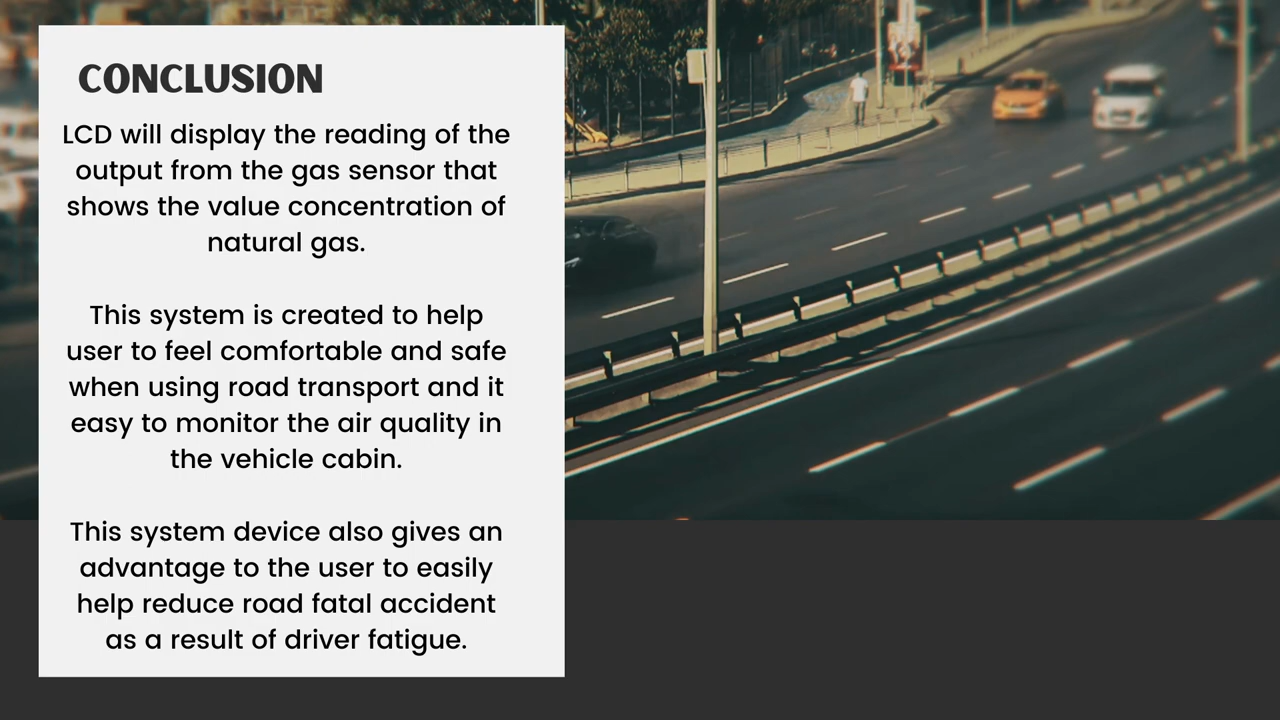 CONCLUSION
LCD will display the reading of the
output from the gas sensor that
shows the value concentration of
natural gas.
This system is created to help
user to feel comfortable and safe
when using road transport and it
easy to monitor the air quality in
the vehicle cabin.
This system device also gives an
advantage to the user to easily
help reduce road fatal accident
as a result of driver fatigue.